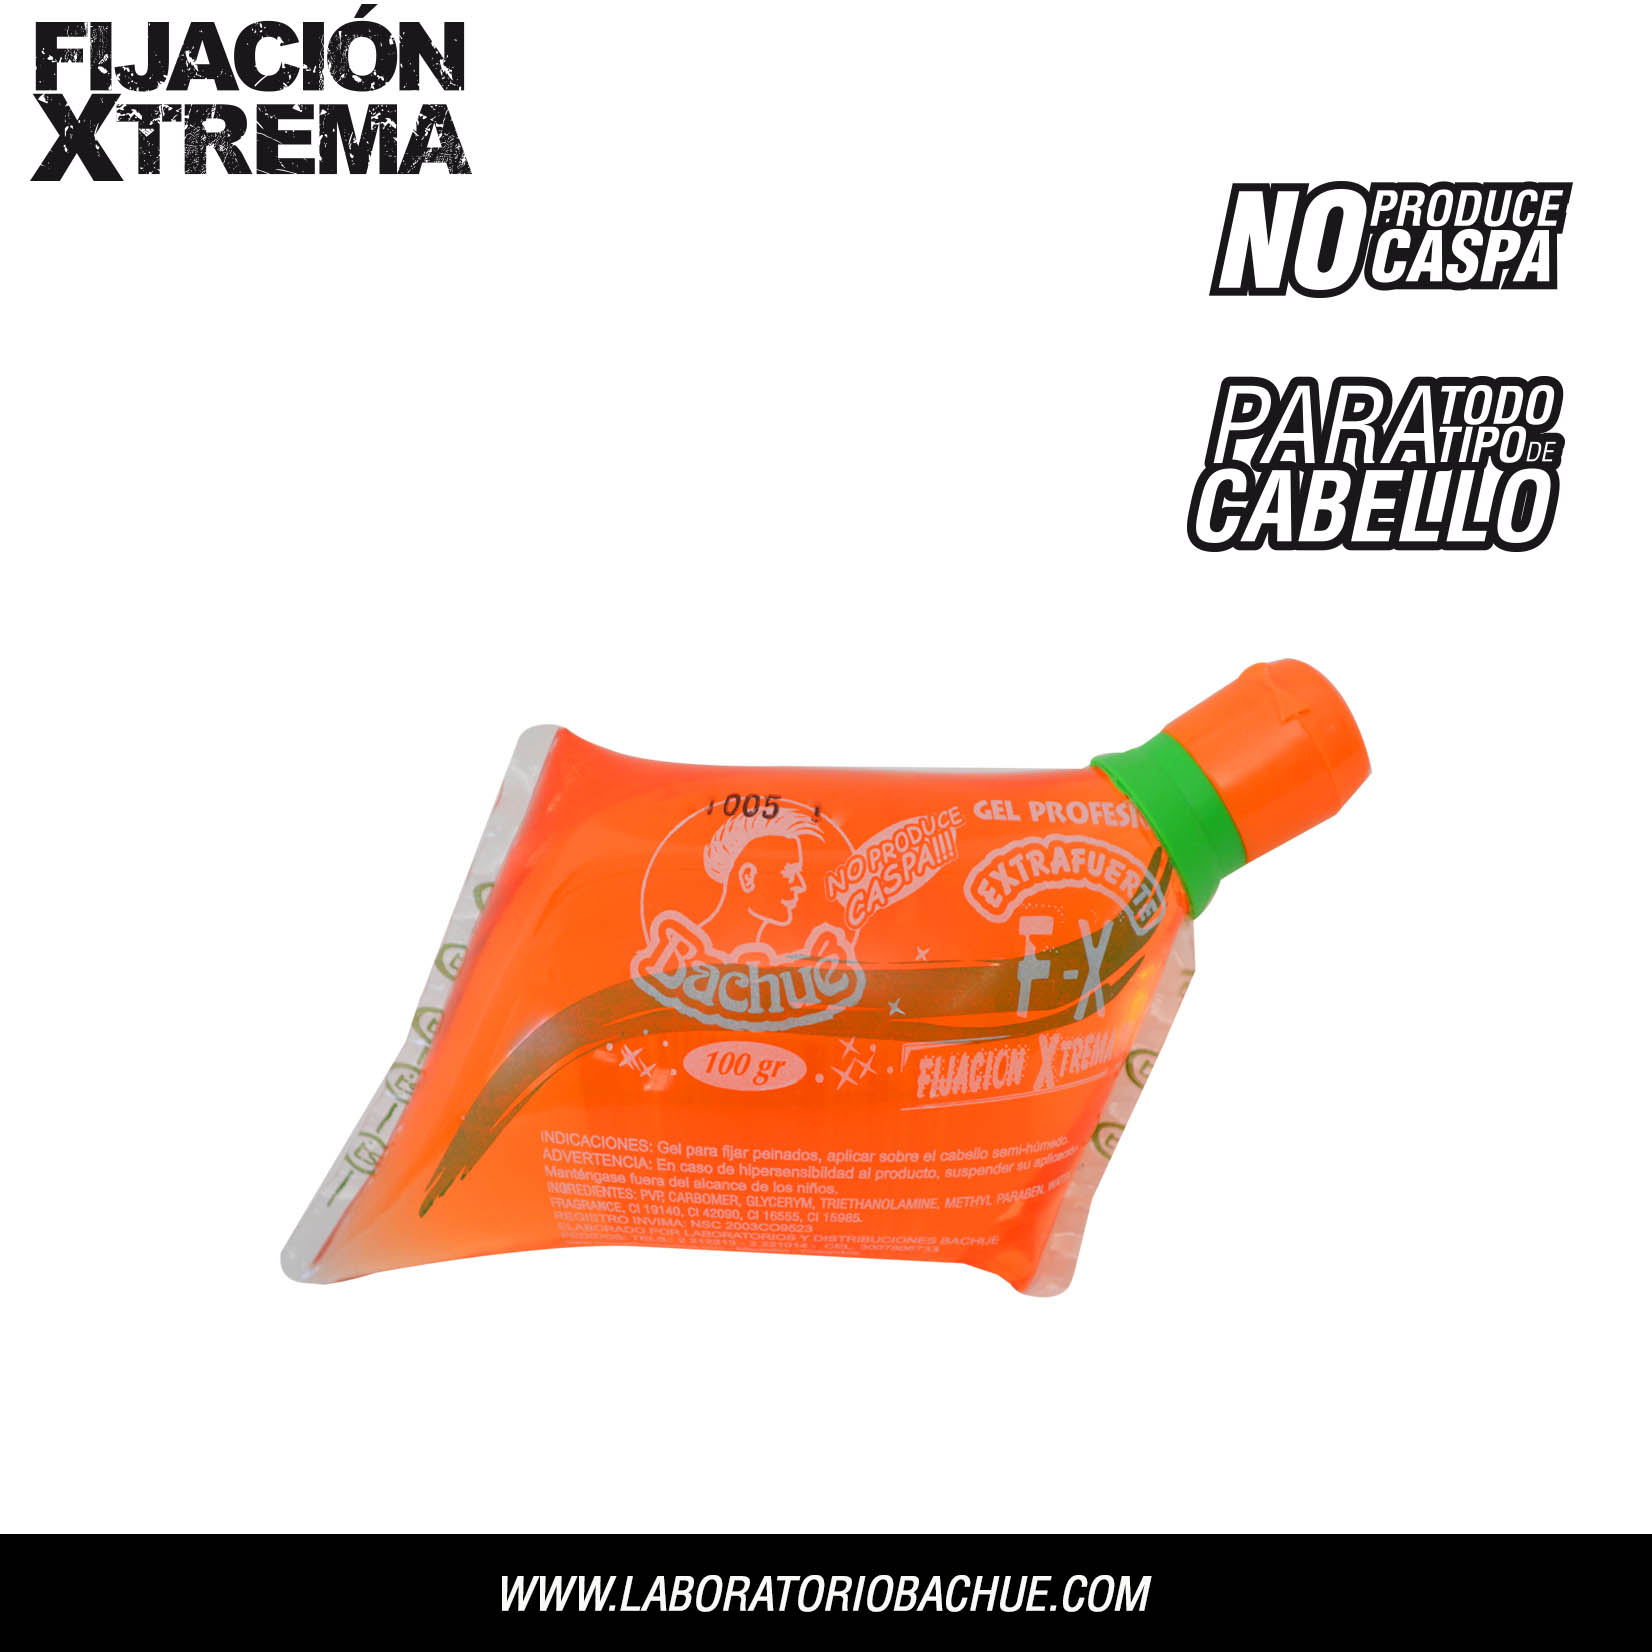 FIJACIÓN
XTREMA
NO PRODUCE
CASPA
PARA TODO
TIPO DE
CABELLO
005
GEL PROFESI
NO PRODUCE
CASPA!!!
EXTRAFUERTE
F-X
Bachué
FIJACION XTREMA
100 gr
INDICACIONES: Gel para fijar peinados, aplicar sobre el cabello semi-húmedo.
ADVERTENCIA: En caso de hipersensibildad al producto, suspender su aplicación
Manténgase fuera del alcance de los niños.
INGREDIENTES: PVP, CARBOMER, GLYCERYM, TRIETHANOLAMINE, METHYL PARABEN,
FRAGRANCE, CI 19140, CI 42090, CI 16555, CI 15985.
REGISTRO INVIMA: NSC 2003CO9523
ELABORADO POR LABORATORIOS Y DISTRIBUCIONES BACHUE
WWW.LABORATORIOBACHUE.COM